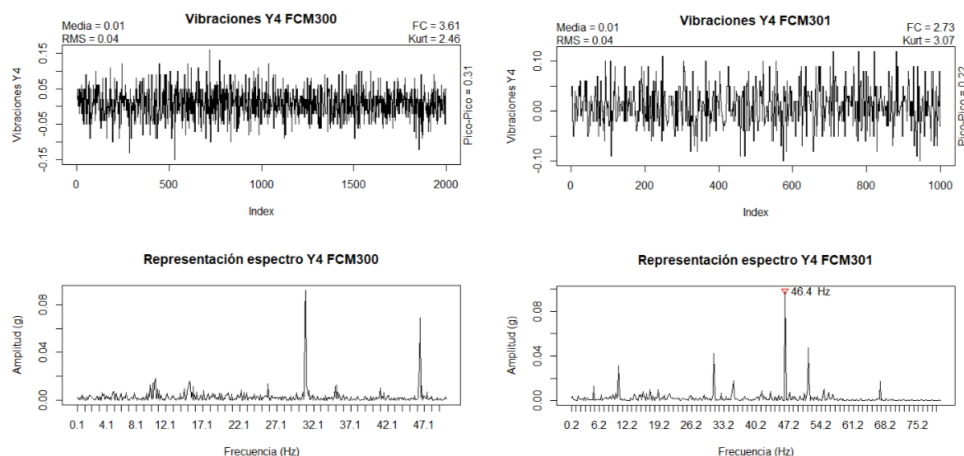 Vibraciones Y4 FCM300
Media = 0.01
RMS = 0.04
FC = 3.61
Kurt = 2.46
Vibraciones Y4
0.15
0.05
-0.05
-0.15
Pico-Pico = 0.31
0 500 1000 1500 2000
Index
Vibraciones Y4 FCM301
Media = 0.01
RMS = 0.04
FC = 2.73
Kurt = 3.07
Vibraciones Y4
0.10
0.00
-0.10
Pico-Pico = 0.22
0 200 400 600 800 1000
Index
Representación espectro Y4 FCM300
Amplitud (g)
0.08
0.04
0.00
0.1 4.1 8.1 12.1 17.1 22.1 27.1 32.1 37.1 42.1 47.1
Frecuencia (Hz)
Representación espectro Y4 FCM301
46.4 Hz
Amplitud (g)
0.08
0.04
0.00
0.2 6.2 12.2 19.2 26.2 33.2 40.2 47.2 54.2 61.2 68.2 75.2
Frecuencia (Hz)